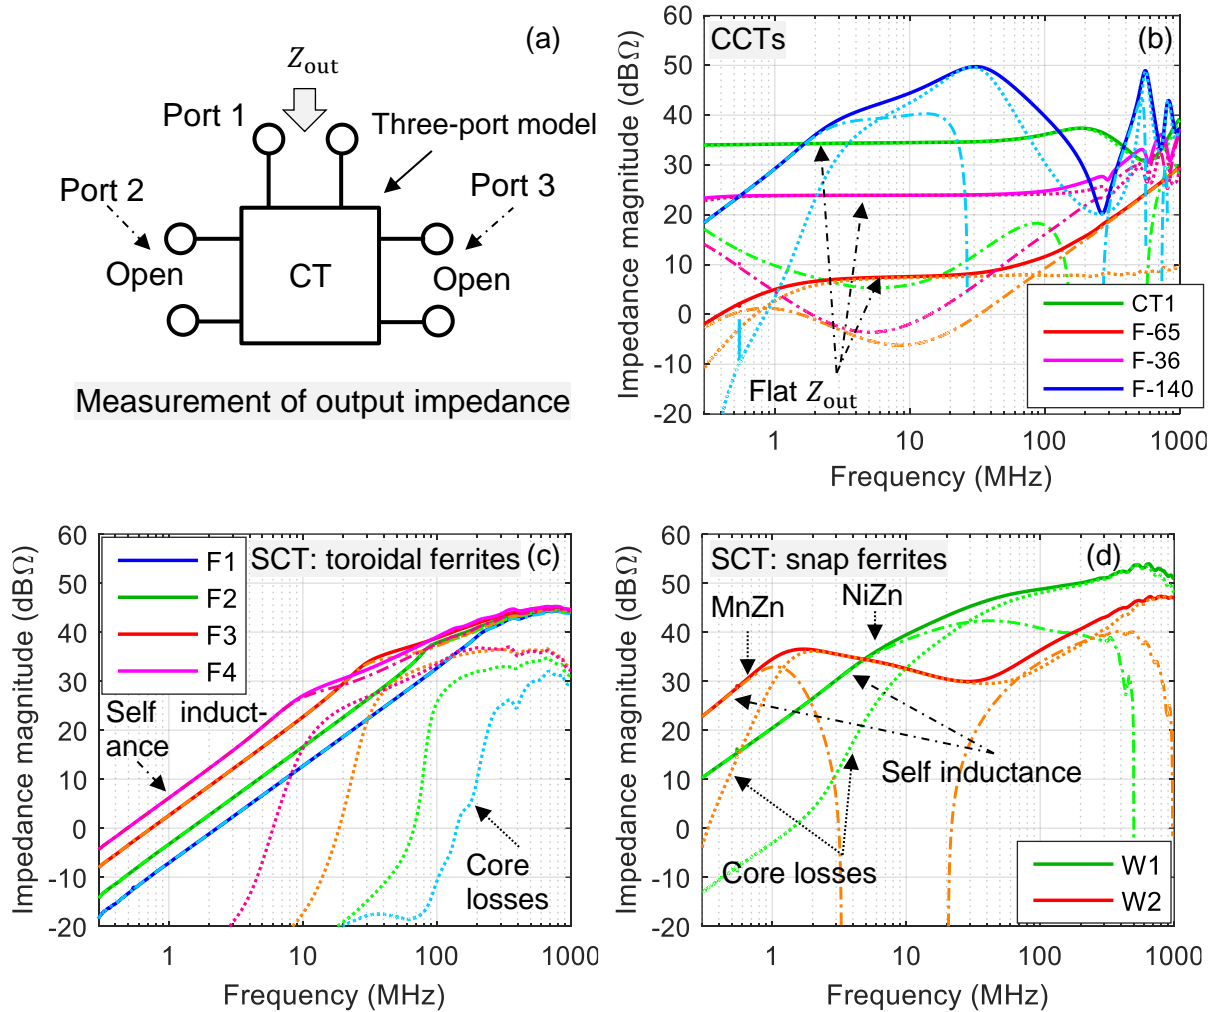 (a)
Z_out
Port 1
Three-port model
Port 2
Port 3
Open
CT
Open
Measurement of output impedance
CCTs
(b)
Impedance magnitude (dBΩ)
60
50
40
30
20
10
0
-10
-20
Flat Z_out
CT1
F-65
F-36
F-140
1
10
100
1000
Frequency (MHz)
SCT: toroidal ferrites
(c)
Impedance magnitude (dBΩ)
60
50
40
30
20
10
0
-10
-20
F1
F2
F3
F4
Self induct-
ance
Core
losses
1
10
100
1000
Frequency (MHz)
SCT: snap ferrites
(d)
Impedance magnitude (dBΩ)
60
50
40
30
20
10
0
-10
-20
MnZn
NiZn
Self inductance
Core losses
W1
W2
1
10
100
1000
Frequency (MHz)